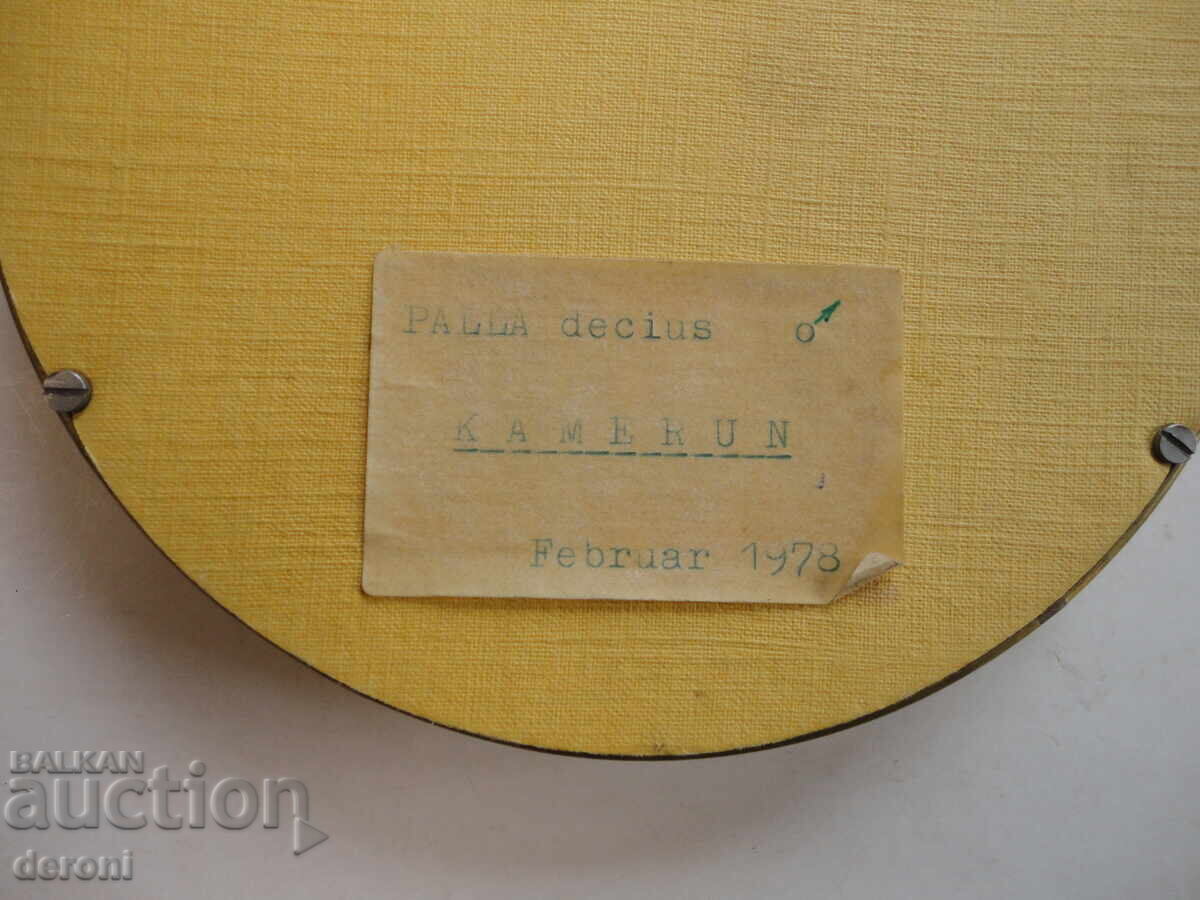 PALLA decius ♂
KAMERUN
Februar 1978
BALKAN
auction
deroni